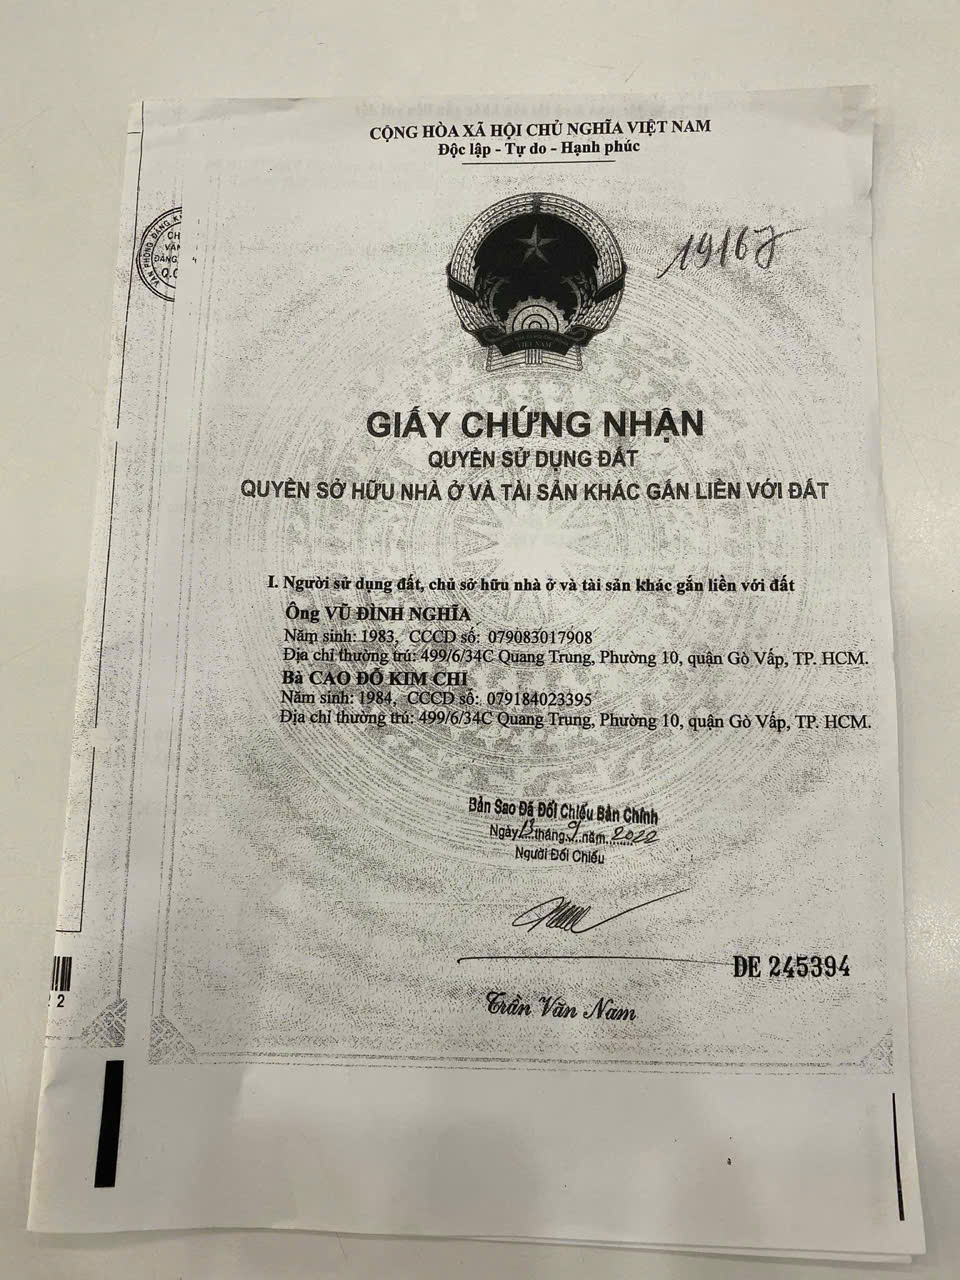 CỘNG HÒA XÃ HỘI CHỦ NGHĨA VIỆT NAM
Độc lập - Tự do - Hạnh phúc
19167
VIỆT NAM
GIẤY CHỨNG NHẬN
QUYỀN SỬ DỤNG ĐẤT
QUYỀN SỞ HỮU NHÀ Ở VÀ TÀI SẢN KHÁC GẮN LIỀN VỚI ĐẤT
I. Người sử dụng đất, chủ sở hữu nhà ở và tài sản khác gắn liền với đất
Ông VŨ ĐÌNH NGHĨA
Năm sinh: 1983, CCCD số: 079083017908
Địa chỉ thường trú: 499/6/34C Quang Trung, Phường 10, quận Gò Vấp, TP. HCM.
Bà CAO ĐỖ KIM CHI
Năm sinh: 1984, CCCD số: 079184023395
Địa chỉ thường trú: 499/6/34C Quang Trung, Phường 10, quận Gò Vấp, TP. HCM.
Bản Sao Đã Đối Chiếu Bản Chính
Ngày 13 tháng 9 năm 2022
Người Đối Chiếu
DE 245394
Trần Văn Nam
22